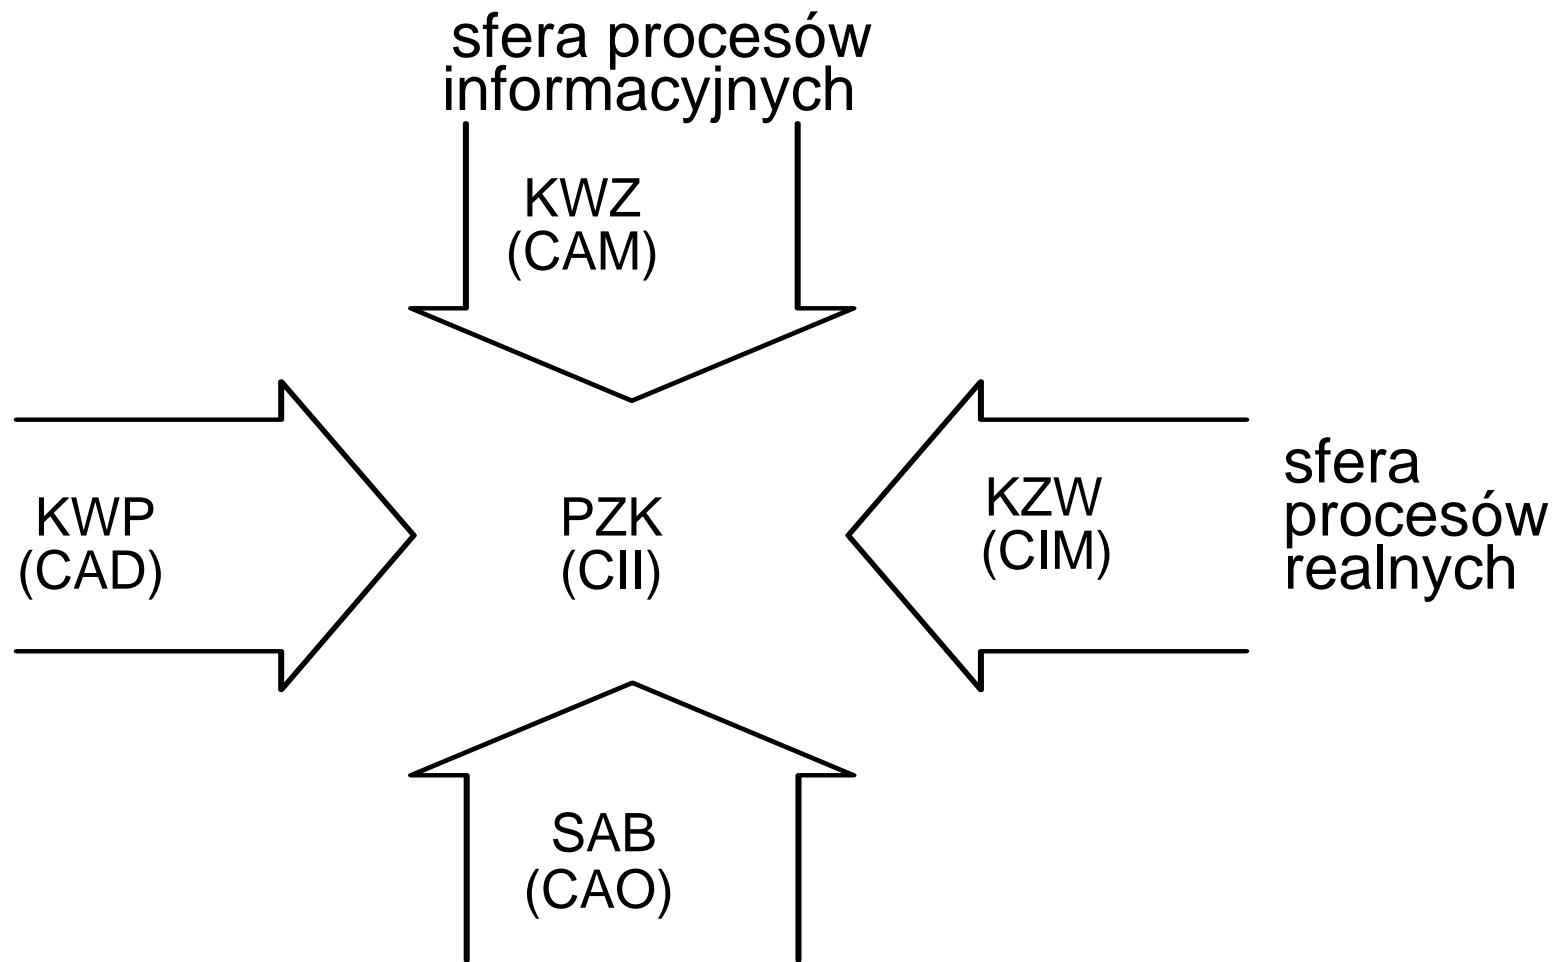 sfera procesów
informacyjnych
KWZ
(CAM)
KWP
(CAD)
PZK
(CII)
KZW
(CIM)
sfera
procesów
realnych
SAB
(CAO)